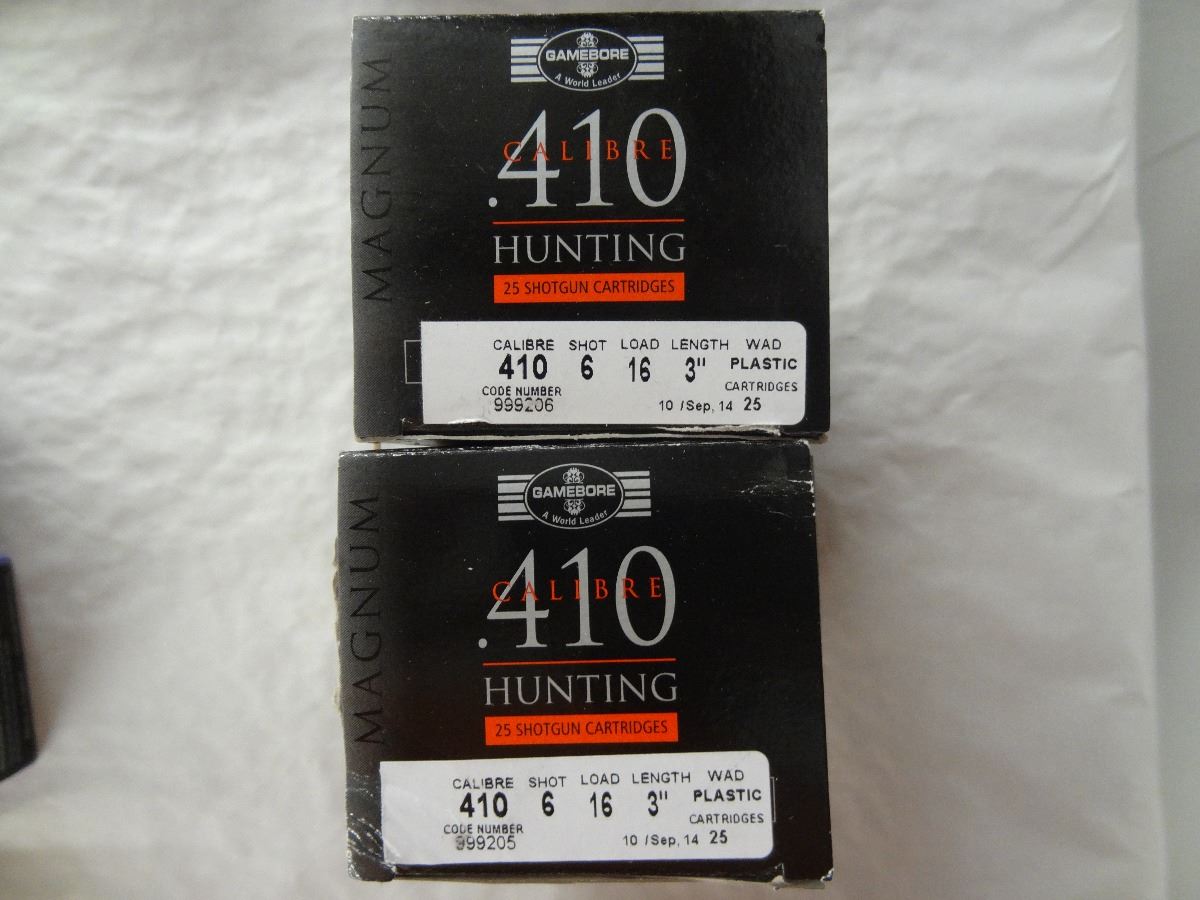 MAGNUM
GAMEBORE
A World Leader
.410
CALIBRE
HUNTING
25 SHOTGUN CARTRIDGES
CALIBRE SHOT LOAD LENGTH WAD
410 6 16 3" PLASTIC
CODE NUMBER CARTRIDGES
999206 10 /Sep, 14 25
MAGNUM
GAMEBORE
A World Leader
.410
CALIBRE
HUNTING
25 SHOTGUN CARTRIDGES
CALIBRE SHOT LOAD LENGTH WAD
410 6 16 3" PLASTIC
CODE NUMBER CARTRIDGES
999205 10 /Sep, 14 25